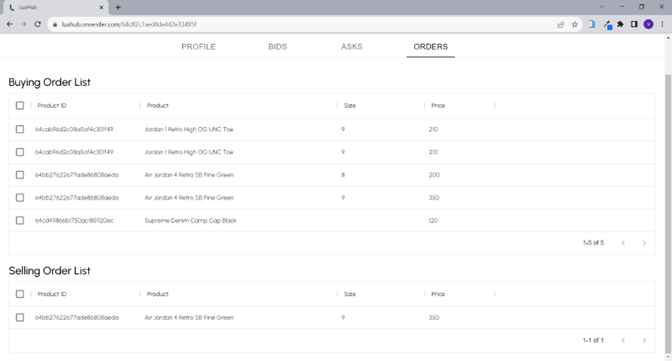 LuxHub
luxhub.onrender.com/64cff2c7aed8de442e33495f
PROFILE BIDS ASKS ORDERS
Buying Order List
Product ID Product Size Price
64cab96d2c08a5af4c301f49 Jordan 1 Retro High OG UNC Toe 9 210
64cab96d2c08a5af4c301f49 Jordan 1 Retro High OG UNC Toe 9 210
64bb27622677ade86808aeda Air Jordan 4 Retro SB Pine Green 8 200
64bb27622677ade86808aeda Air Jordan 4 Retro SB Pine Green 9 350
64cd49866b1750ac185920ec Supreme Denim Camp Cap Black 120
1–5 of 5
Selling Order List
Product ID Product Size Price
64bb27622677ade86808aeda Air Jordan 4 Retro SB Pine Green 9 350
1–1 of 1